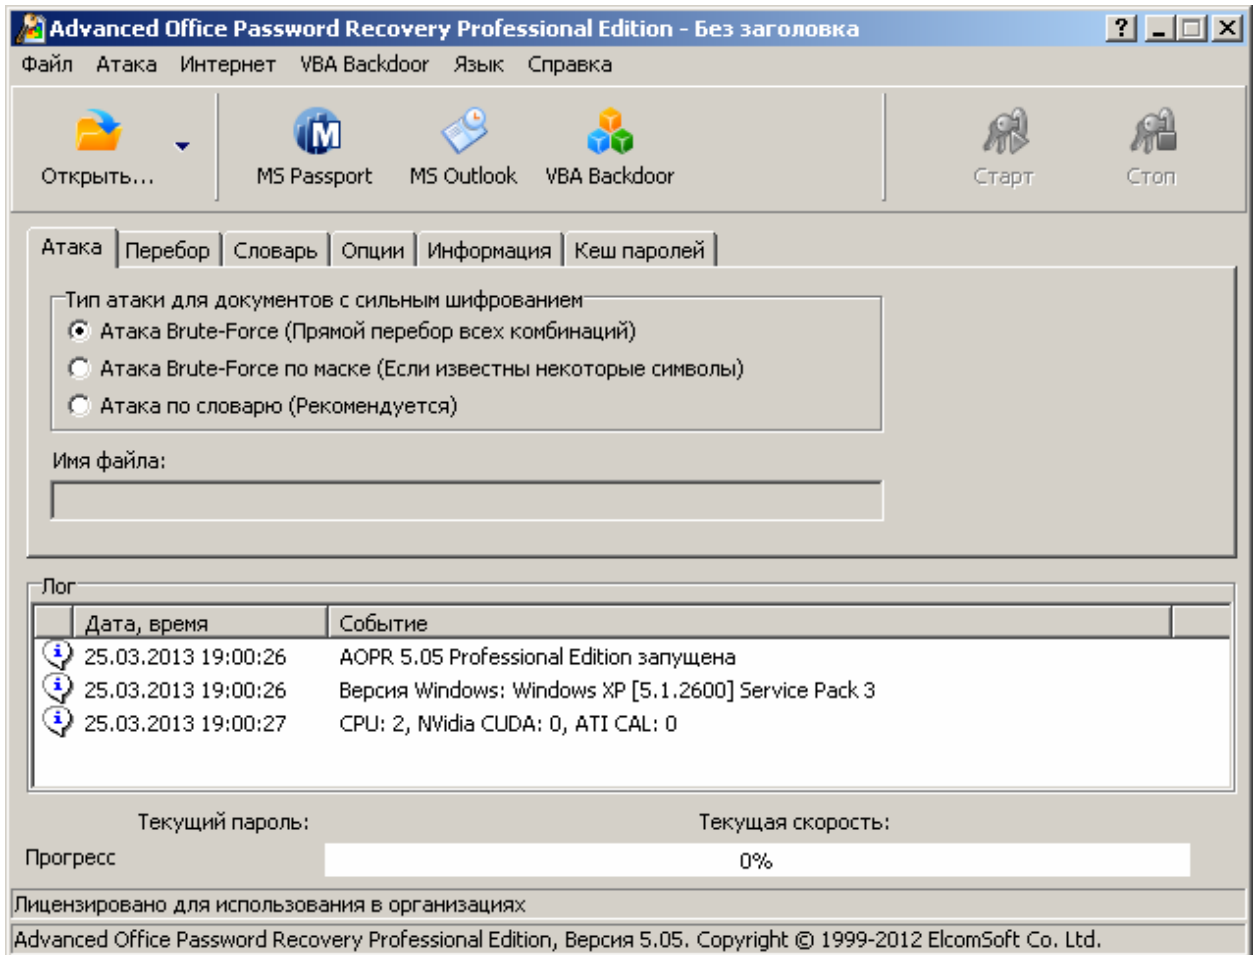 Advanced Office Password Recovery Professional Edition - Без заголовка
Файл Атака Интернет VBA Backdoor Язык Справка
Открыть... MS Passport MS Outlook VBA Backdoor Старт Стоп
Атака Перебор Словарь Опции Информация Кеш паролей
Тип атаки для документов с сильным шифрованием
Атака Brute-Force (Прямой перебор всех комбинаций)
Атака Brute-Force по маске (Если известны некоторые символы)
Атака по словарю (Рекомендуется)
Имя файла:
Лог
Дата, время Событие
25.03.2013 19:00:26 AOPR 5.05 Professional Edition запущена
25.03.2013 19:00:26 Версия Windows: Windows XP [5.1.2600] Service Pack 3
25.03.2013 19:00:27 CPU: 2, NVidia CUDA: 0, ATI CAL: 0
Текущий пароль: Текущая скорость:
Прогресс 0%
Лицензировано для использования в организациях
Advanced Office Password Recovery Professional Edition, Версия 5.05. Copyright © 1999-2012 ElcomSoft Co. Ltd.